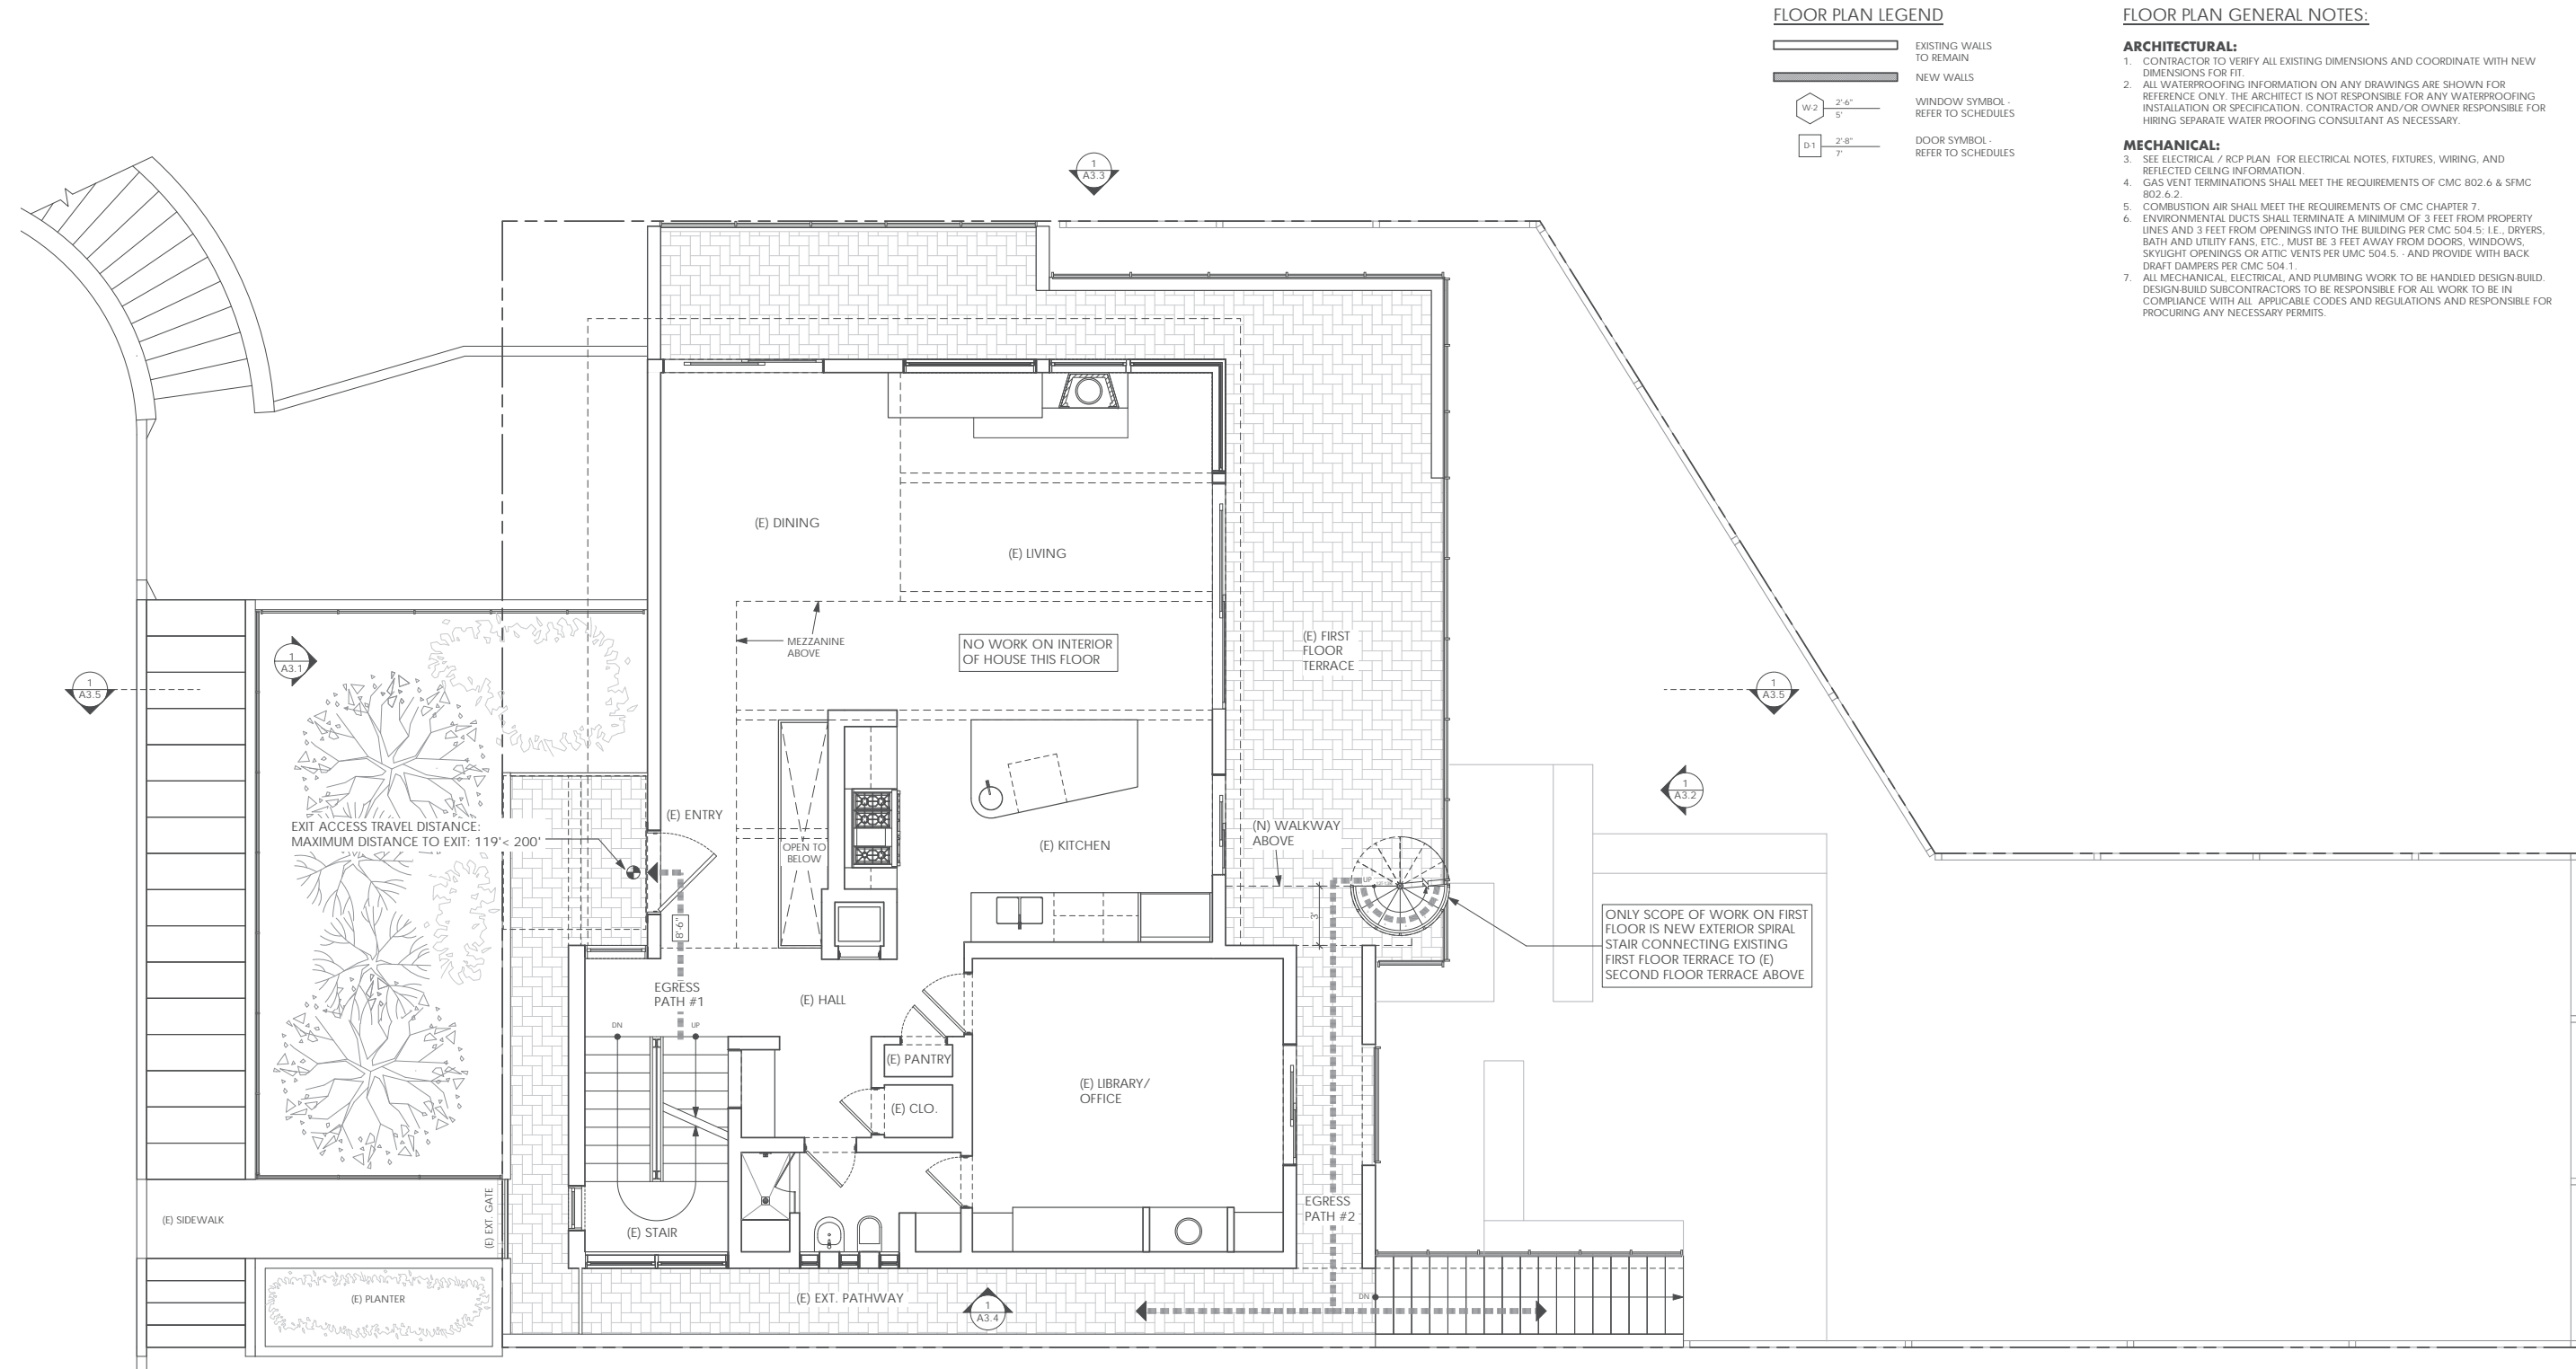 FLOOR PLAN LEGEND
EXISTING WALLS
TO REMAIN
NEW WALLS
W-2
2'-6"
5'
WINDOW SYMBOL -
REFER TO SCHEDULES
D-1
2'-8"
7'
DOOR SYMBOL -
REFER TO SCHEDULES
FLOOR PLAN GENERAL NOTES:
ARCHITECTURAL:
1. CONTRACTOR TO VERIFY ALL EXISTING DIMENSIONS AND COORDINATE WITH NEW
DIMENSIONS FOR FIT.
2. ALL WATERPROOFING INFORMATION ON ANY DRAWINGS ARE SHOWN FOR
REFERENCE ONLY. THE ARCHITECT IS NOT RESPONSIBLE FOR ANY WATERPROOFING
INSTALLATION OR SPECIFICATION. CONTRACTOR AND/OR OWNER RESPONSIBLE FOR
HIRING SEPARATE WATER PROOFING CONSULTANT AS NECESSARY.
MECHANICAL:
3. SEE ELECTRICAL / RCP PLAN FOR ELECTRICAL NOTES, FIXTURES, WIRING, AND
REFLECTED CEILNG INFORMATION.
4. GAS VENT TERMINATIONS SHALL MEET THE REQUIREMENTS OF CMC 802.6 & SFMC
802.6.2.
5. COMBUSTION AIR SHALL MEET THE REQUIREMENTS OF CMC CHAPTER 7.
6. ENVIRONMENTAL DUCTS SHALL TERMINATE A MINIMUM OF 3 FEET FROM PROPERTY
LINES AND 3 FEET FROM OPENINGS INTO THE BUILDING PER CMC 504.5; I.E., DRYERS,
BATH AND UTILITY FANS, ETC., MUST BE 3 FEET AWAY FROM DOORS, WINDOWS,
SKYLIGHT OPENINGS OR ATTIC VENTS PER UMC 504.5. - AND PROVIDE WITH BACK
DRAFT DAMPERS PER CMC 504.1.
7. ALL MECHANICAL, ELECTRICAL, AND PLUMBING WORK TO BE HANDLED DESIGN-BUILD.
DESIGN-BUILD SUBCONTRACTORS TO BE RESPONSIBLE FOR ALL WORK TO BE IN
COMPLIANCE WITH ALL APPLICABLE CODES AND REGULATIONS AND RESPONSIBLE FOR
PROCURING ANY NECESSARY PERMITS.
1
A3.3
(E) DINING
(E) LIVING
MEZZANINE
ABOVE
NO WORK ON INTERIOR
OF HOUSE THIS FLOOR
(E) FIRST
FLOOR
TERRACE
1
A3.1
1
A3.5
1
A3.5
1
A3.2
(E) ENTRY
EXIT ACCESS TRAVEL DISTANCE:
MAXIMUM DISTANCE TO EXIT: 119'< 200'
OPEN TO
BELOW
(E) KITCHEN
(N) WALKWAY
ABOVE
UP
3'
8'-6"
ONLY SCOPE OF WORK ON FIRST
FLOOR IS NEW EXTERIOR SPIRAL
STAIR CONNECTING EXISTING
FIRST FLOOR TERRACE TO (E)
SECOND FLOOR TERRACE ABOVE
EGRESS
PATH #1
(E) HALL
DN
UP
(E) PANTRY
(E) CLO.
(E) LIBRARY/
OFFICE
EGRESS
PATH #2
(E) SIDEWALK
(E) EXT. GATE
(E) STAIR
(E) PLANTER
(E) EXT. PATHWAY
1
A3.4
DN